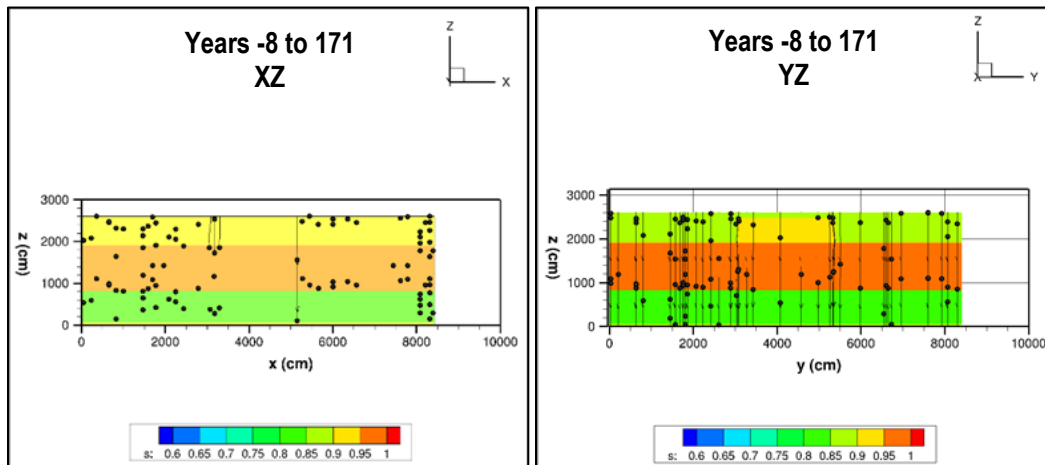 Years -8 to 171
XZ
Z
X
Y
z (cm)
3000
2000
1000
0
0 2000 4000 6000 8000 10000
x (cm)
s: 0.6 0.65 0.7 0.75 0.8 0.85 0.9 0.95 1
Years -8 to 171
YZ
Z
X
Y
z (cm)
3000
2000
1000
0
0 2000 4000 6000 8000 10000
y (cm)
s: 0.6 0.65 0.7 0.75 0.8 0.85 0.9 0.95 1